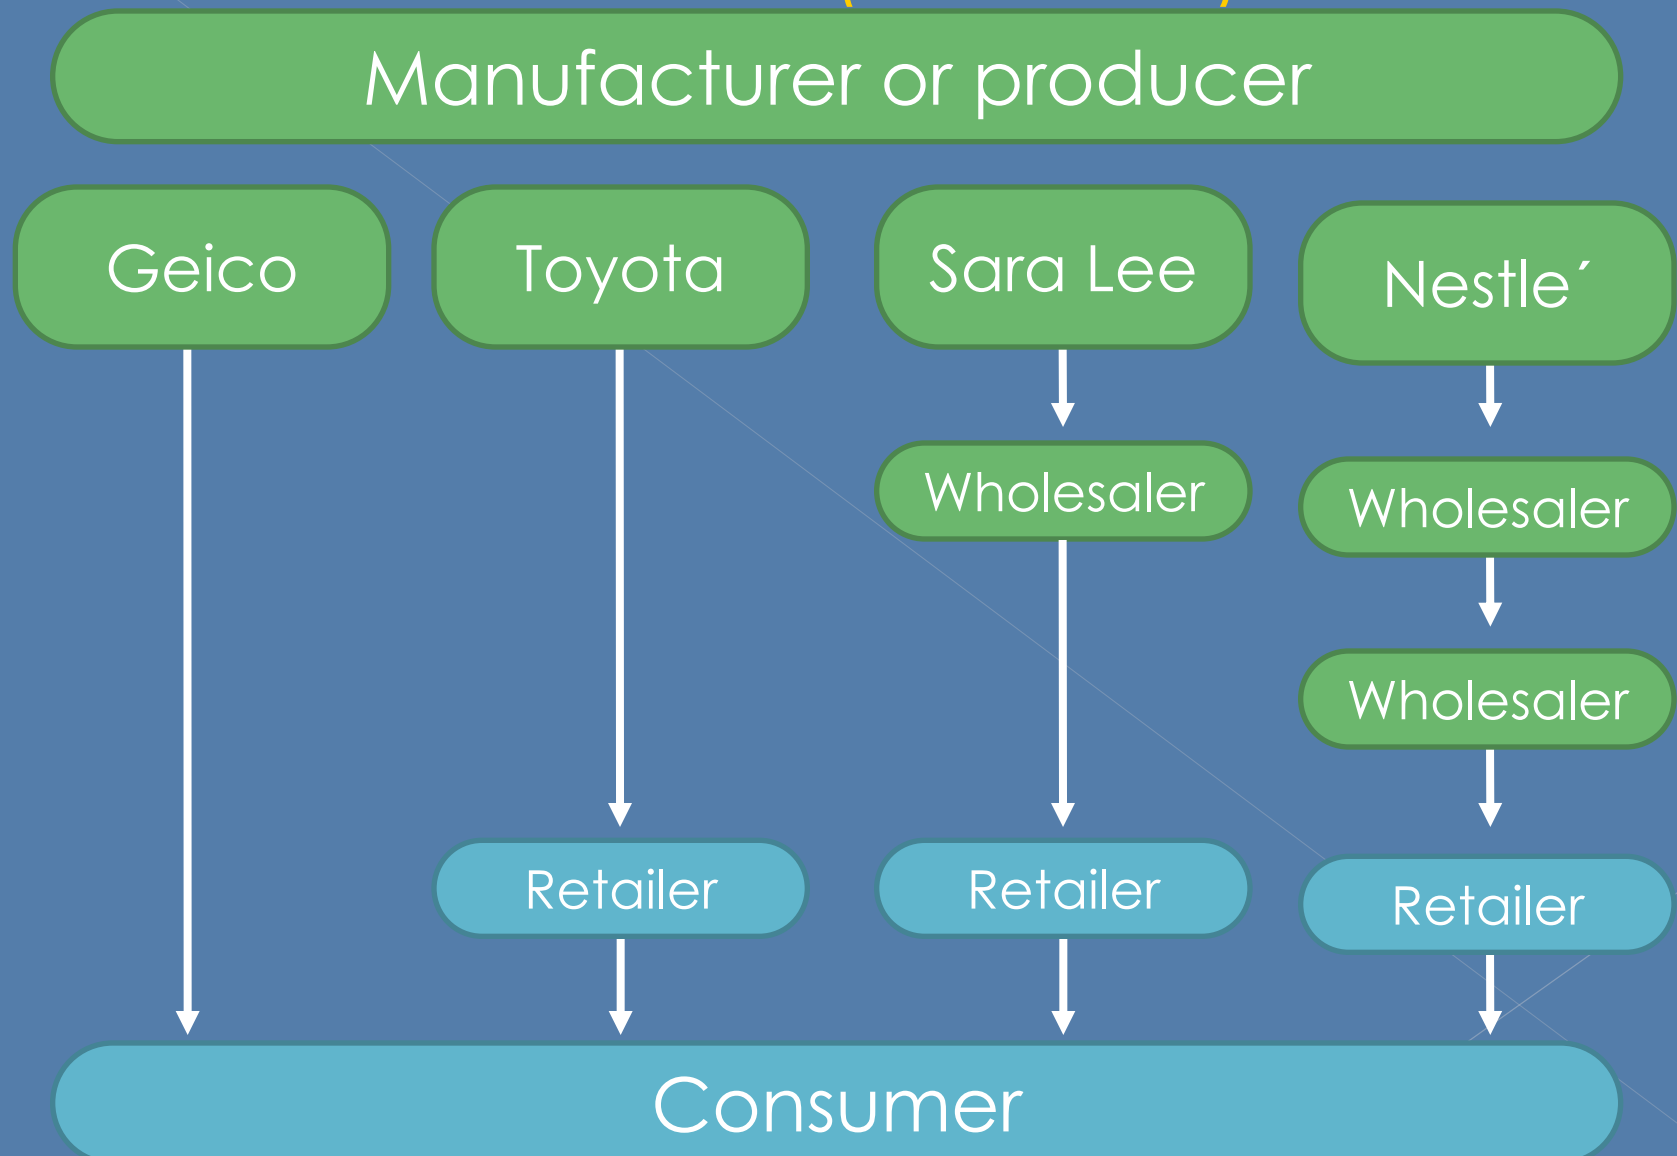 Manufacturer or producer
Geico
Toyota
Sara Lee
Nestle´
Wholesaler
Wholesaler
Wholesaler
Retailer
Retailer
Retailer
Consumer